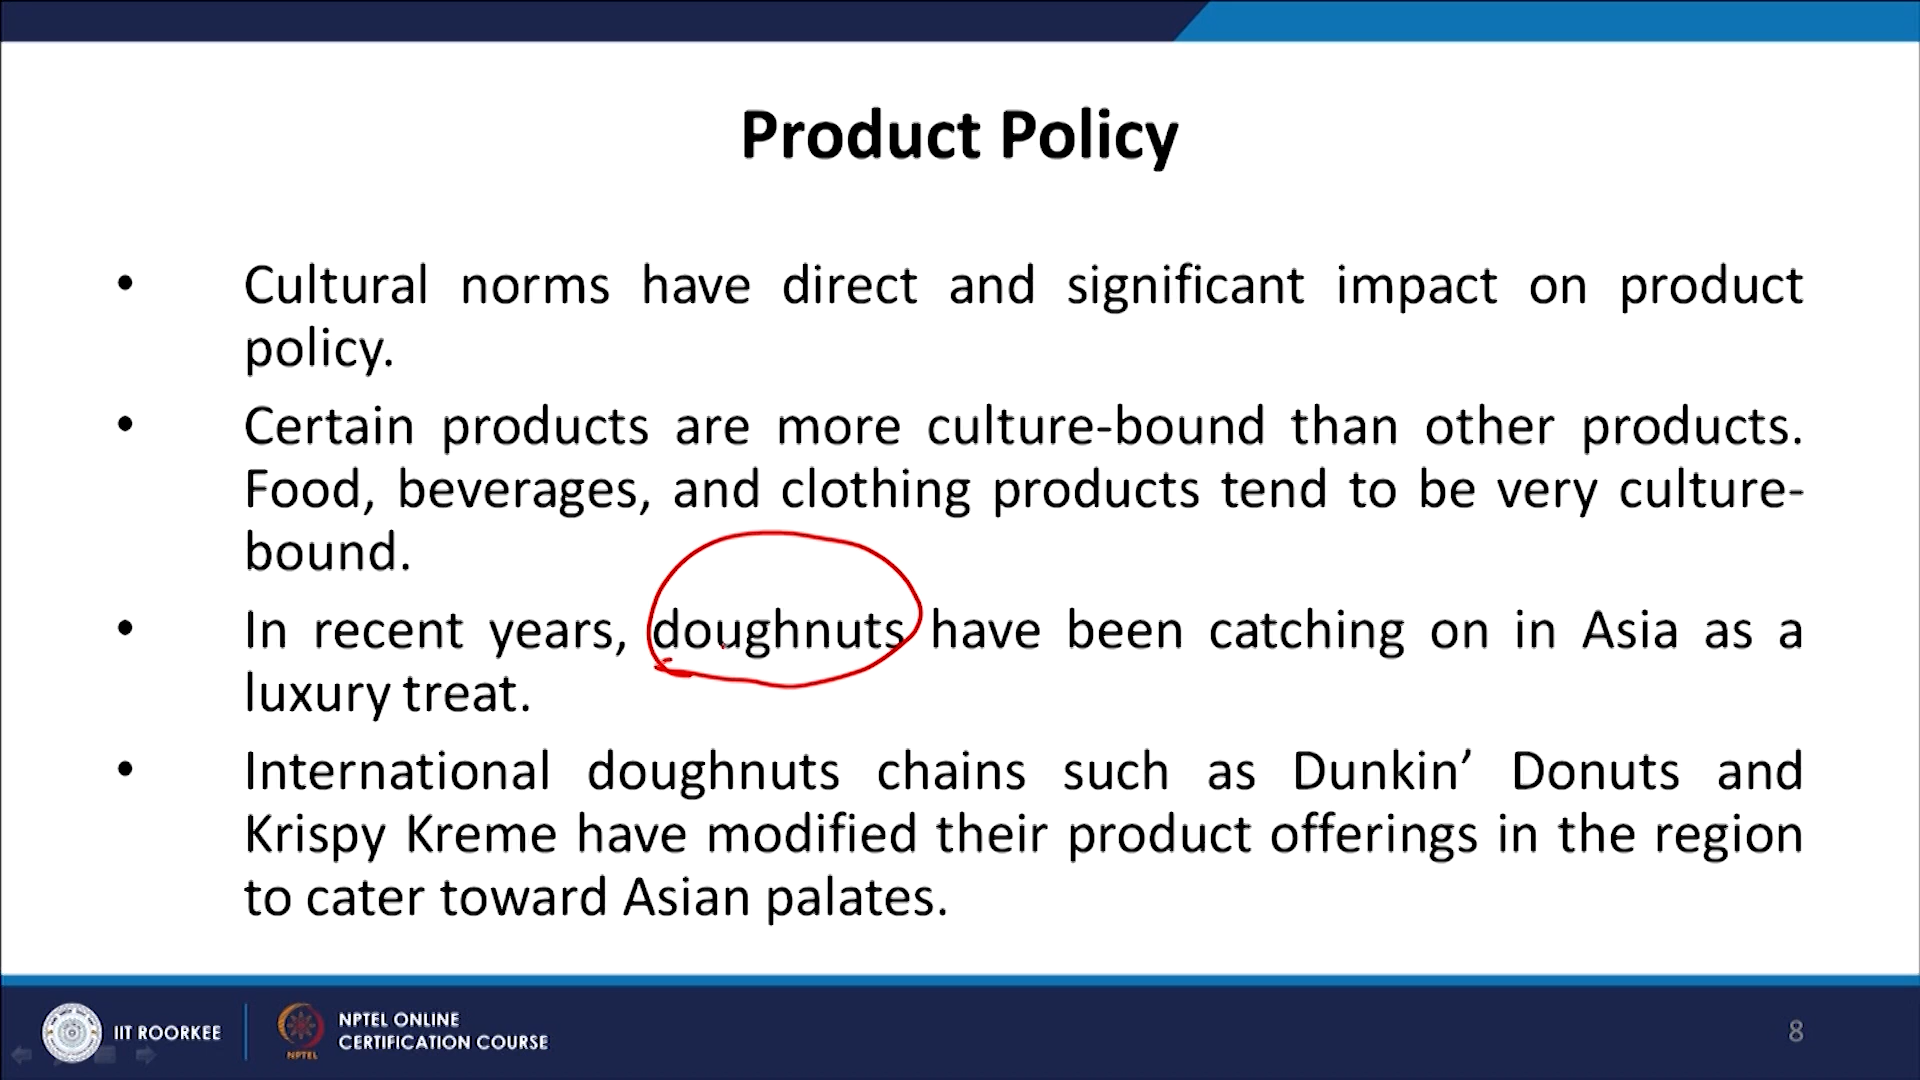 Product Policy
• Cultural norms have direct and significant impact on product
policy.
• Certain products are more culture-bound than other products.
Food, beverages, and clothing products tend to be very culture-
bound.
• In recent years, doughnuts have been catching on in Asia as a
luxury treat.
• International doughnuts chains such as Dunkin’ Donuts and
Krispy Kreme have modified their product offerings in the region
to cater toward Asian palates.
IIT ROORKEE
NPTEL
NPTEL ONLINE
CERTIFICATION COURSE
8